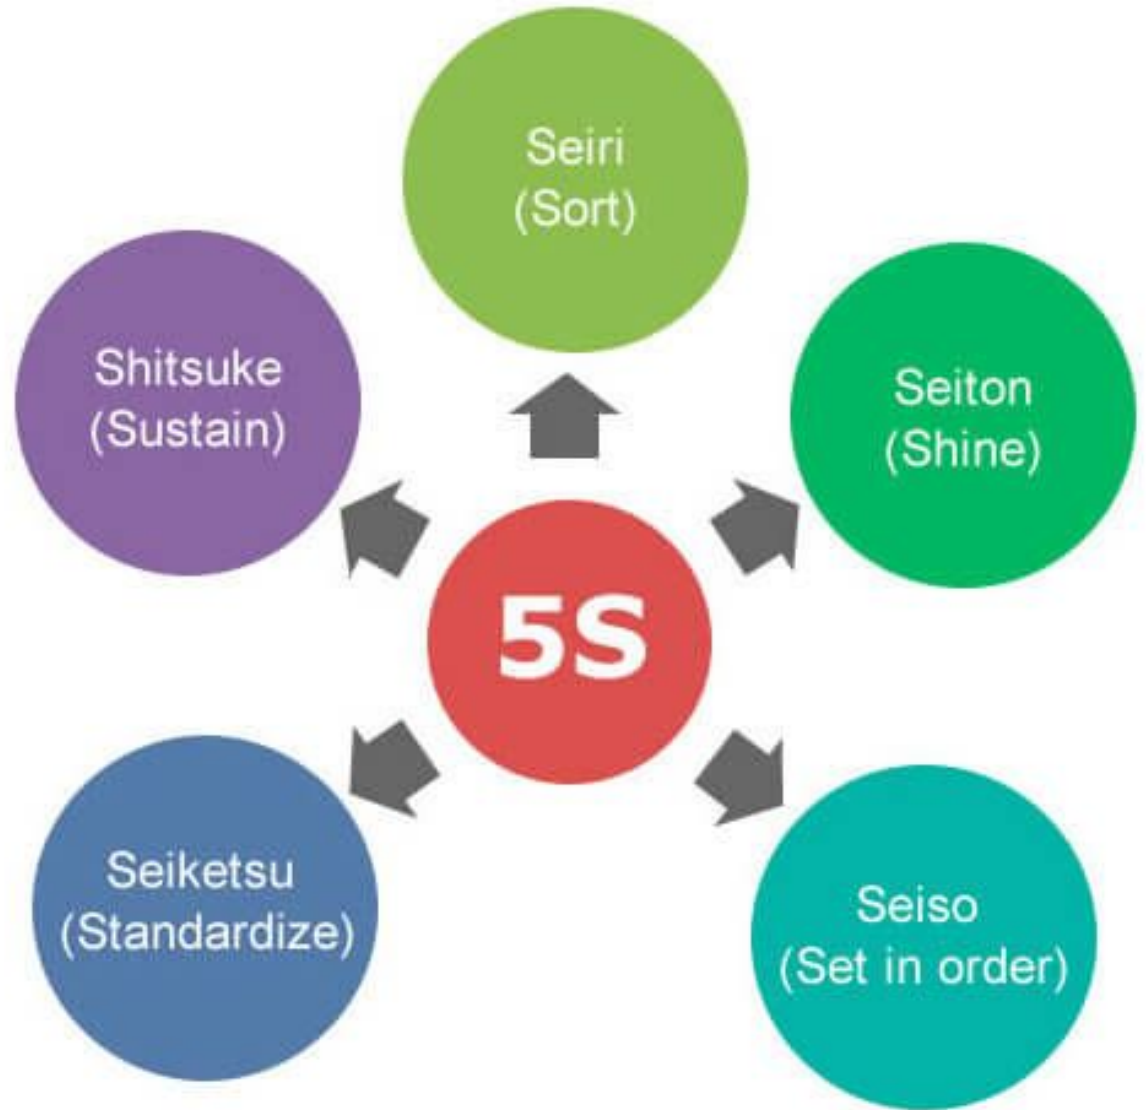 Seiri
(Sort)
Shitsuke
(Sustain)
Seiton
(Shine)
5S
Seiketsu
(Standardize)
Seiso
(Set in order)